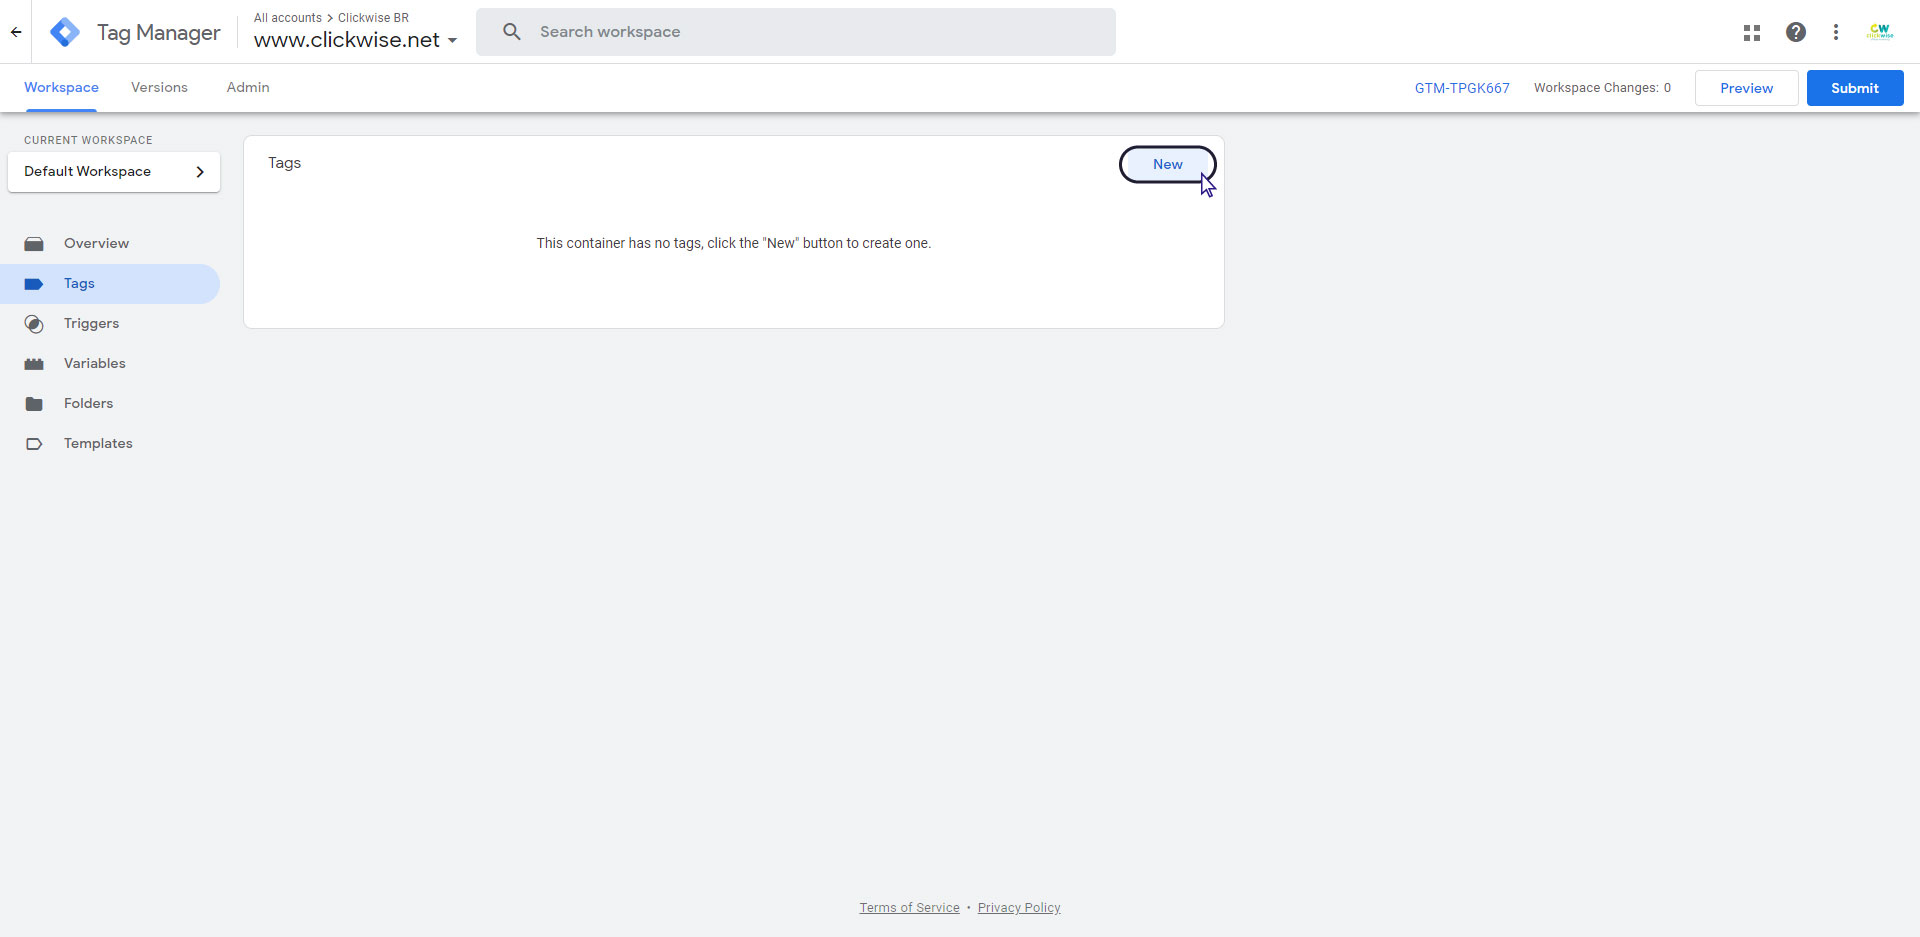 Tag Manager
All accounts > Clickwise BR
www.clickwise.net
Search workspace
CW
clickwise
Workspace
Versions
Admin
GTM-TPGK667
Workspace Changes: 0
Preview
Submit
CURRENT WORKSPACE
Default Workspace
Overview
Tags
Triggers
Variables
Folders
Templates
Tags
New
This container has no tags, click the "New" button to create one.
Terms of Service • Privacy Policy